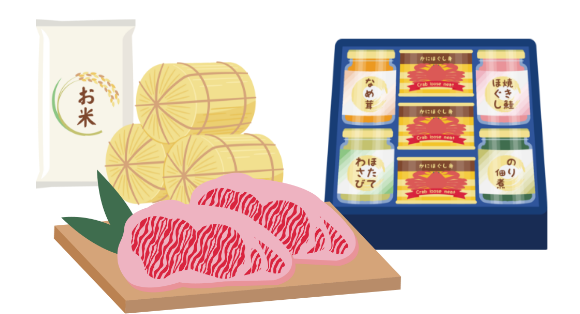 お米
なめ茸
かにほぐし身
Crab loose meat
焼き鮭
ほぐし
かにほぐし身
Crab loose meat
ほたて
わさび
かにほぐし身
Crab loose meat
のり
佃煮